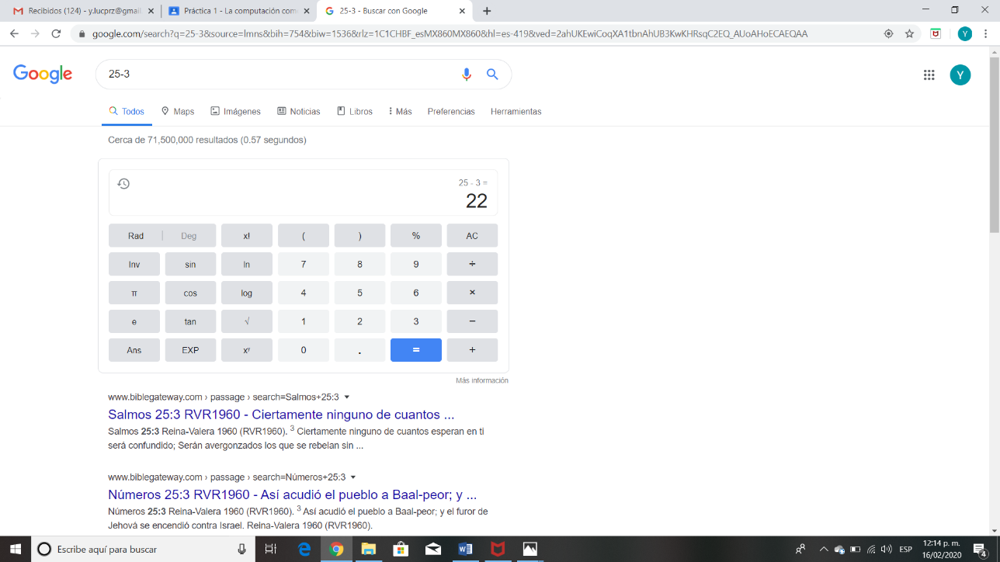 Recibidos (124) - y.lucprz@gmail.
Práctica 1 - La computación com
25-3 - Buscar con Google
google.com/search?q=25-3&source=lmns&bih=754&biw=1536&rlz=1C1CHBF_esMX860MX860&hl=es-419&ved=2ahUKEwiCoqXA1tbnAhUB3KwKHRsqC2EQ_AUoAHoECAEQAA
Y
Google
25-3
Y
Todos
Maps
Imágenes
Noticias
Libros
Más
Preferencias
Herramientas
Cerca de 71,500,000 resultados (0.57 segundos)
25 - 3 =
22
Rad | Deg x! ( ) % AC
Inv sin ln 7 8 9 ÷
π cos log 4 5 6 ×
e tan √ 1 2 3 −
Ans EXP xʸ 0 . = +
Más información
www.biblegateway.com › passage › search=Salmos+25:3
Salmos 25:3 RVR1960 - Ciertamente ninguno de cuantos ...
Salmos 25:3 Reina-Valera 1960 (RVR1960). 3 Ciertamente ninguno de cuantos esperan en ti
será confundido; Serán avergonzados los que se rebelan sin ...
www.biblegateway.com › passage › search=Números+25:3
Números 25:3 RVR1960 - Así acudió el pueblo a Baal-peor; y ...
Números 25:3 Reina-Valera 1960 (RVR1960). 3 Así acudió el pueblo a Baal-peor; y el furor de
Jehová se encendió contra Israel. Reina-Valera 1960 (RVR1960).
Escribe aquí para buscar
ESP
12:14 p. m.
16/02/2020
4